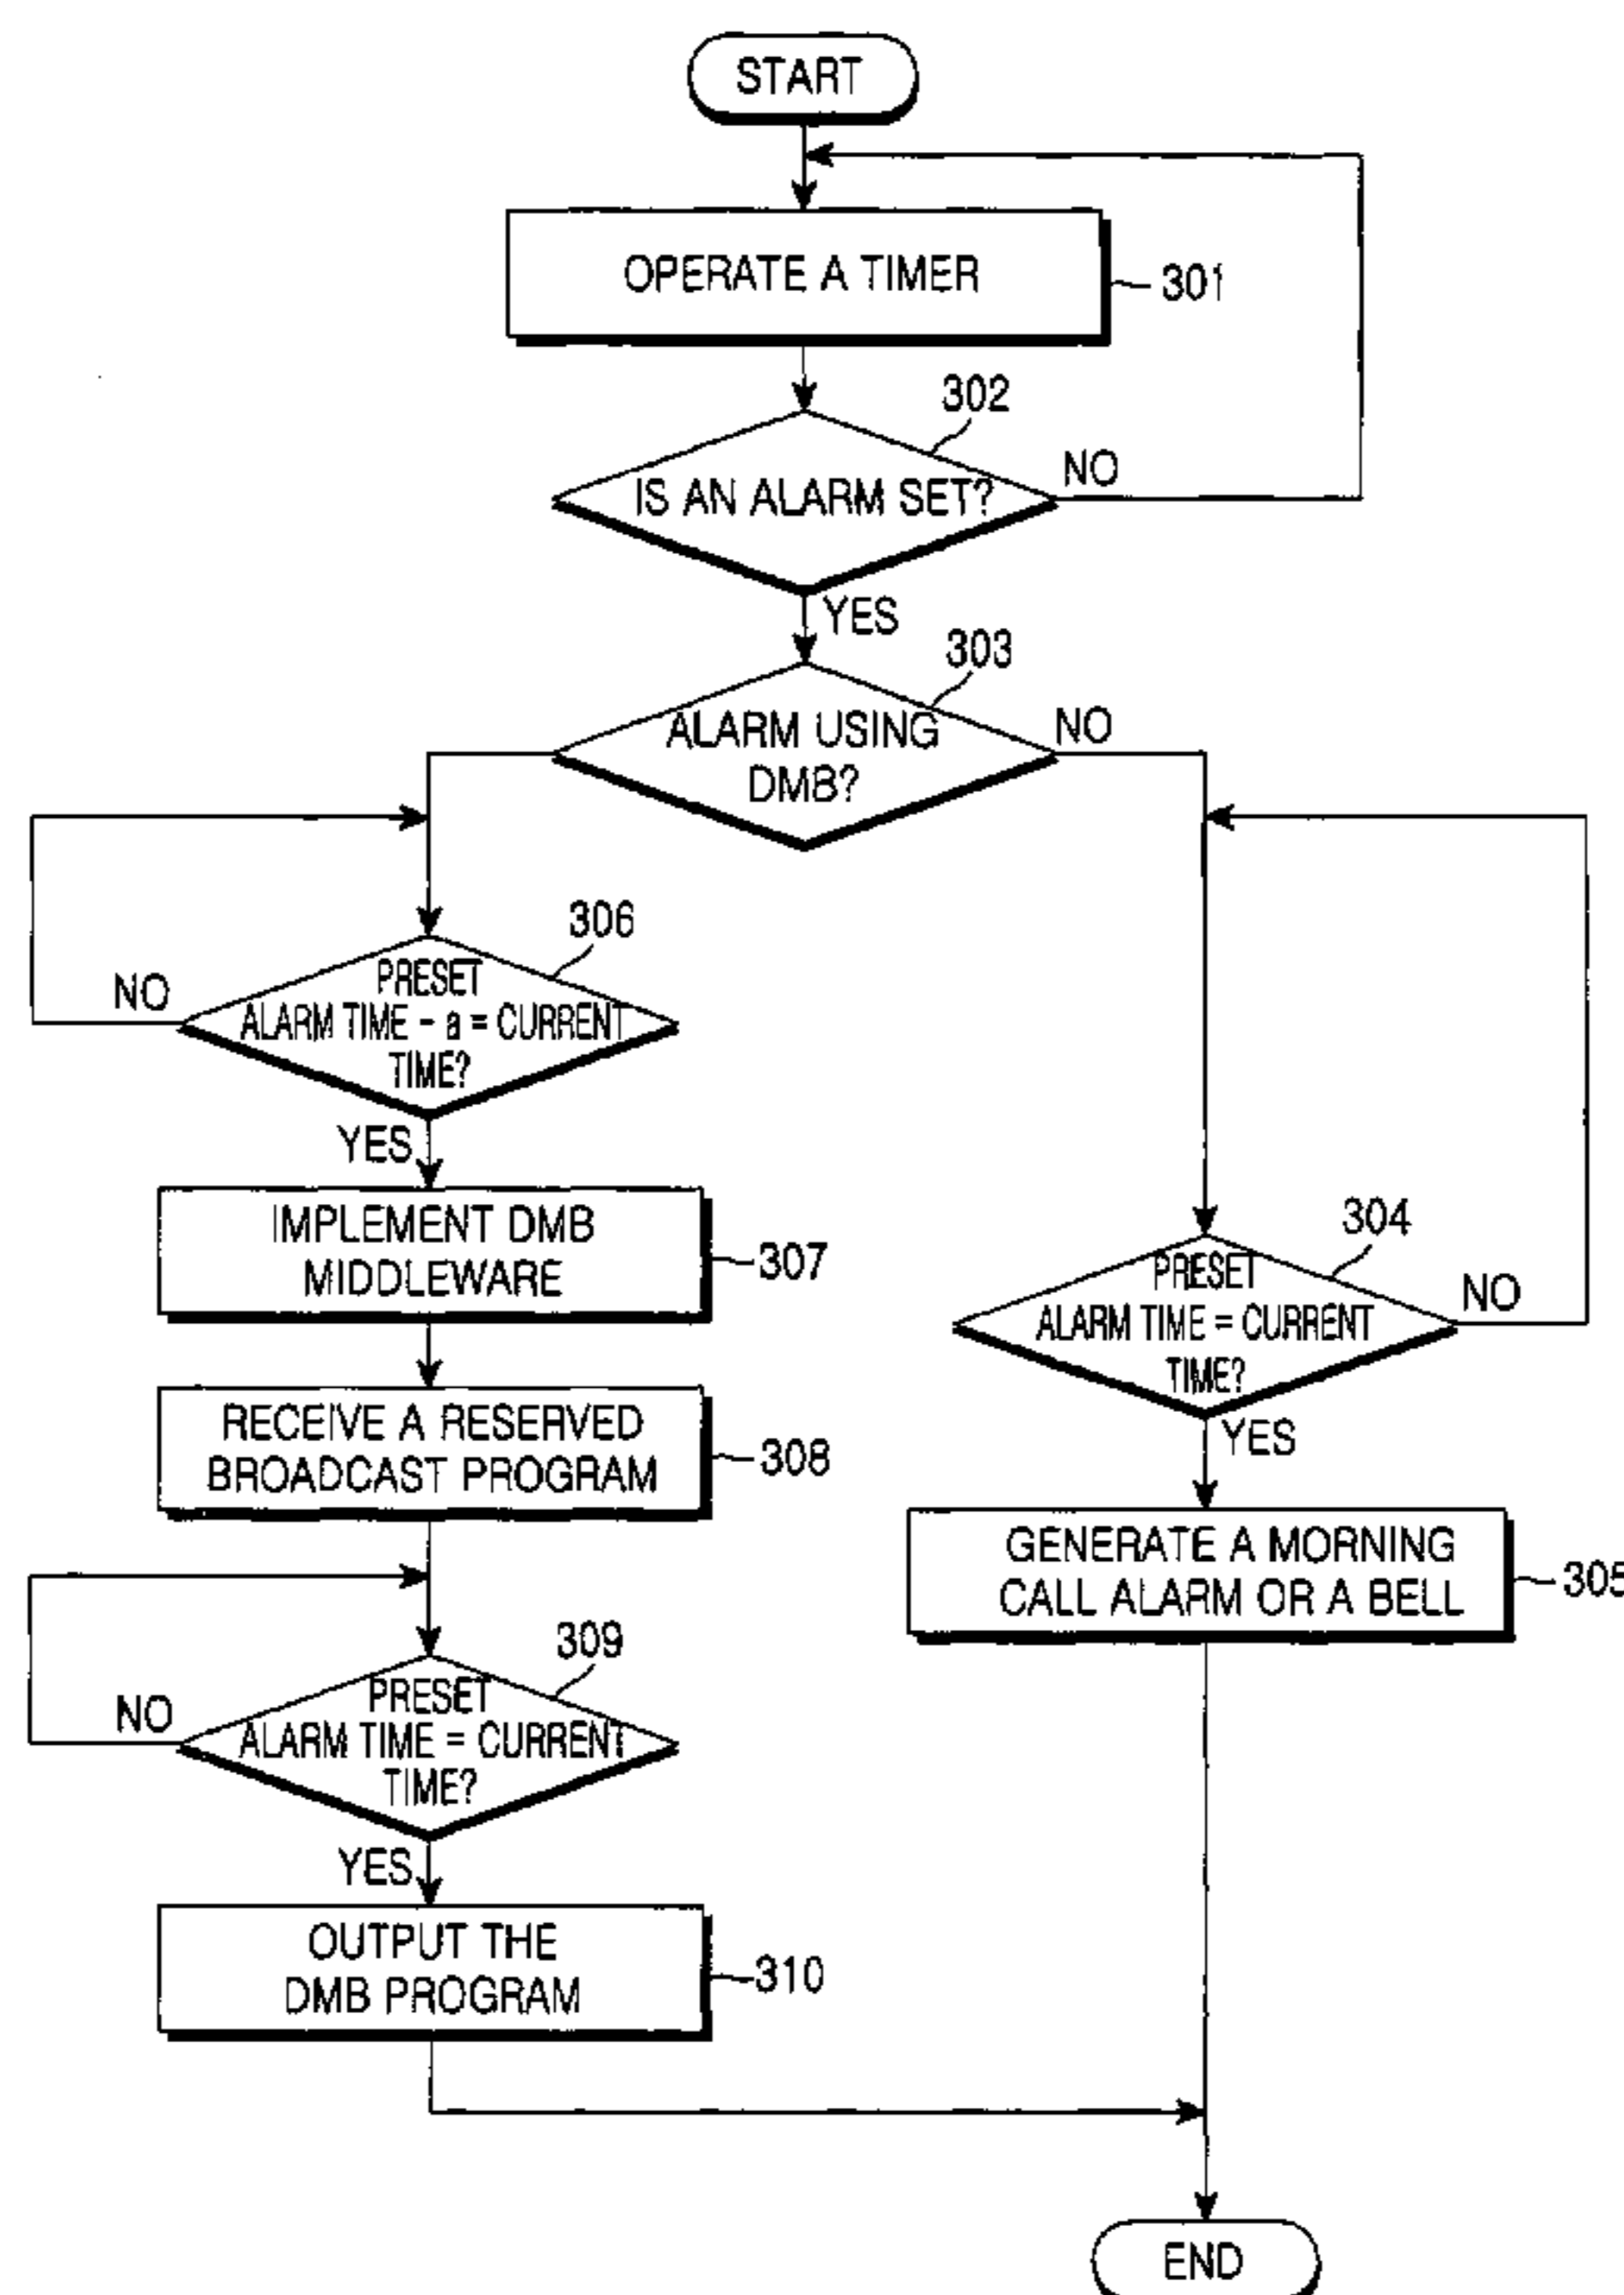 START
OPERATE A TIMER
301
302
IS AN ALARM SET?
NO
YES
303
ALARM USING
DMB?
NO
306
PRESET
ALARM TIME - a = CURRENT
TIME?
NO
YES
IMPLEMENT DMB
MIDDLEWARE
307
304
PRESET
ALARM TIME = CURRENT
TIME?
NO
YES
RECEIVE A RESERVED
BROADCAST PROGRAM
308
GENERATE A MORNING
CALL ALARM OR A BELL
305
309
PRESET
ALARM TIME = CURRENT
TIME?
NO
YES
OUTPUT THE
DMB PROGRAM
310
END